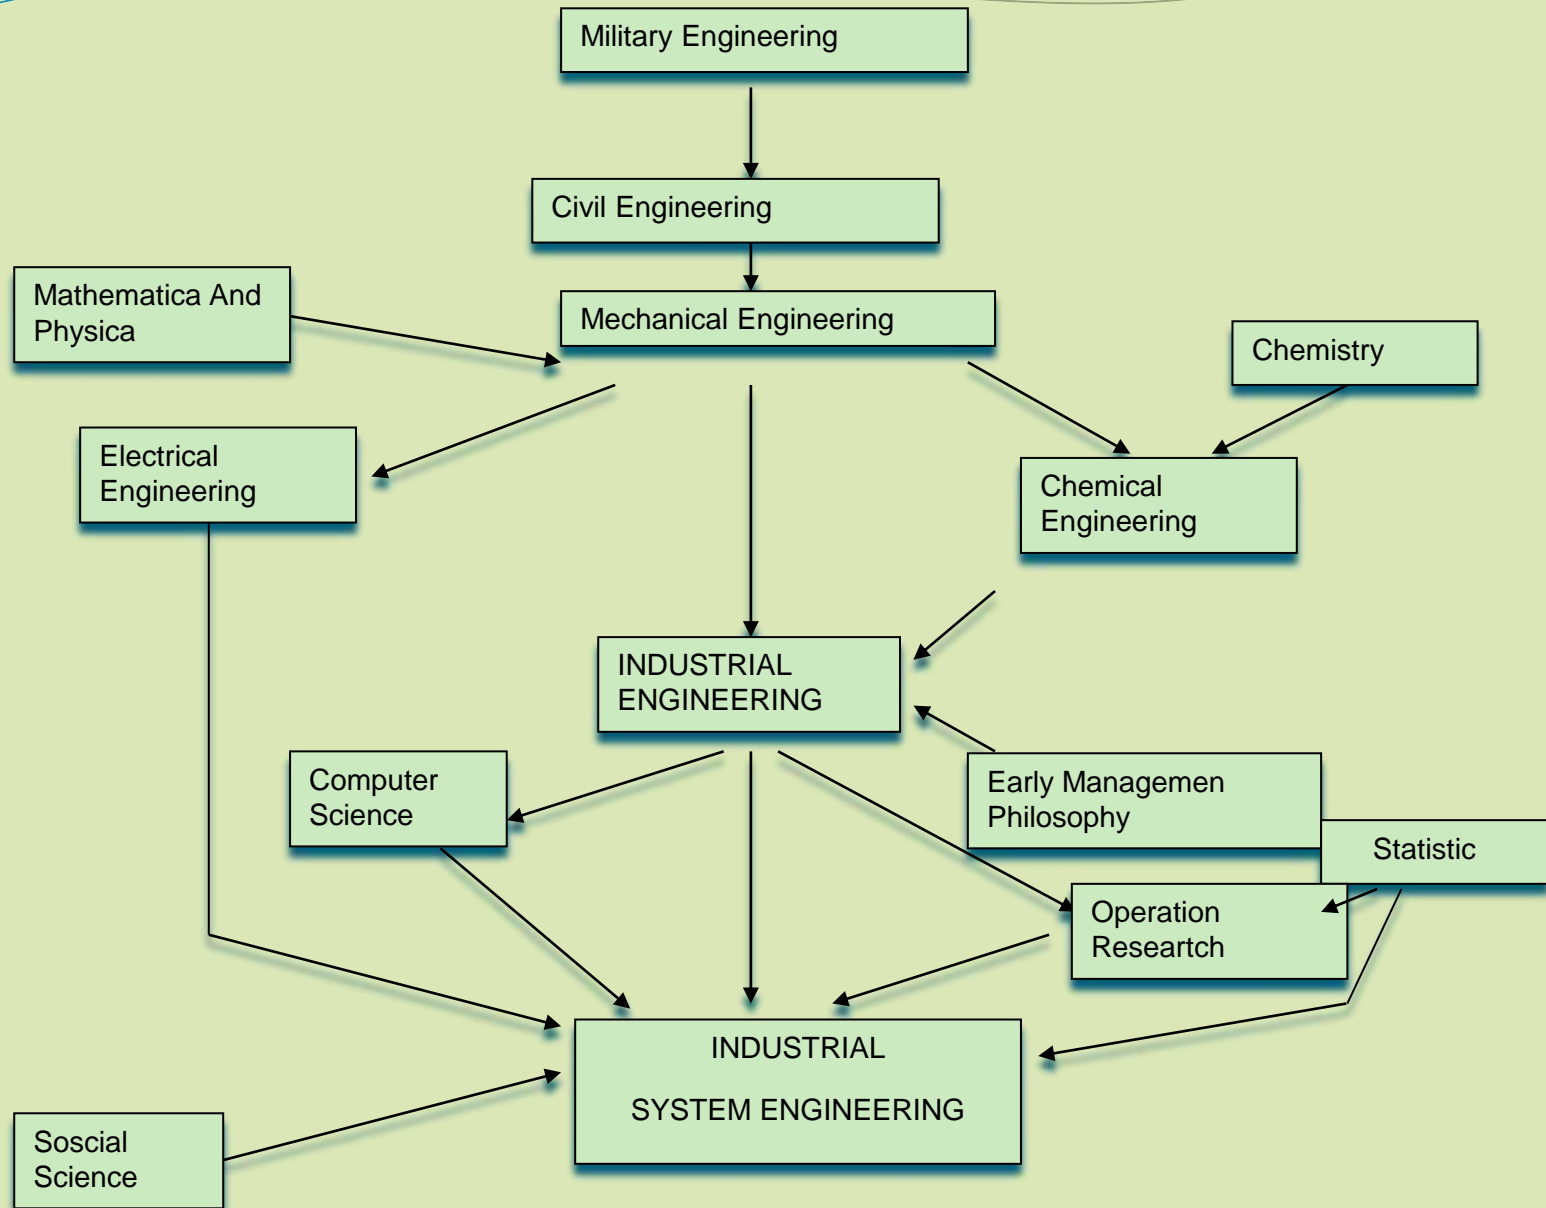 Military Engineering
Civil Engineering
Mathematica And
Physica
Mechanical Engineering
Chemistry
Electrical
Engineering
Chemical
Engineering
INDUSTRIAL
ENGINEERING
Computer
Science
Early Managemen
Philosophy
Statistic
Operation
Researtch
INDUSTRIAL
SYSTEM ENGINEERING
Soscial
Science